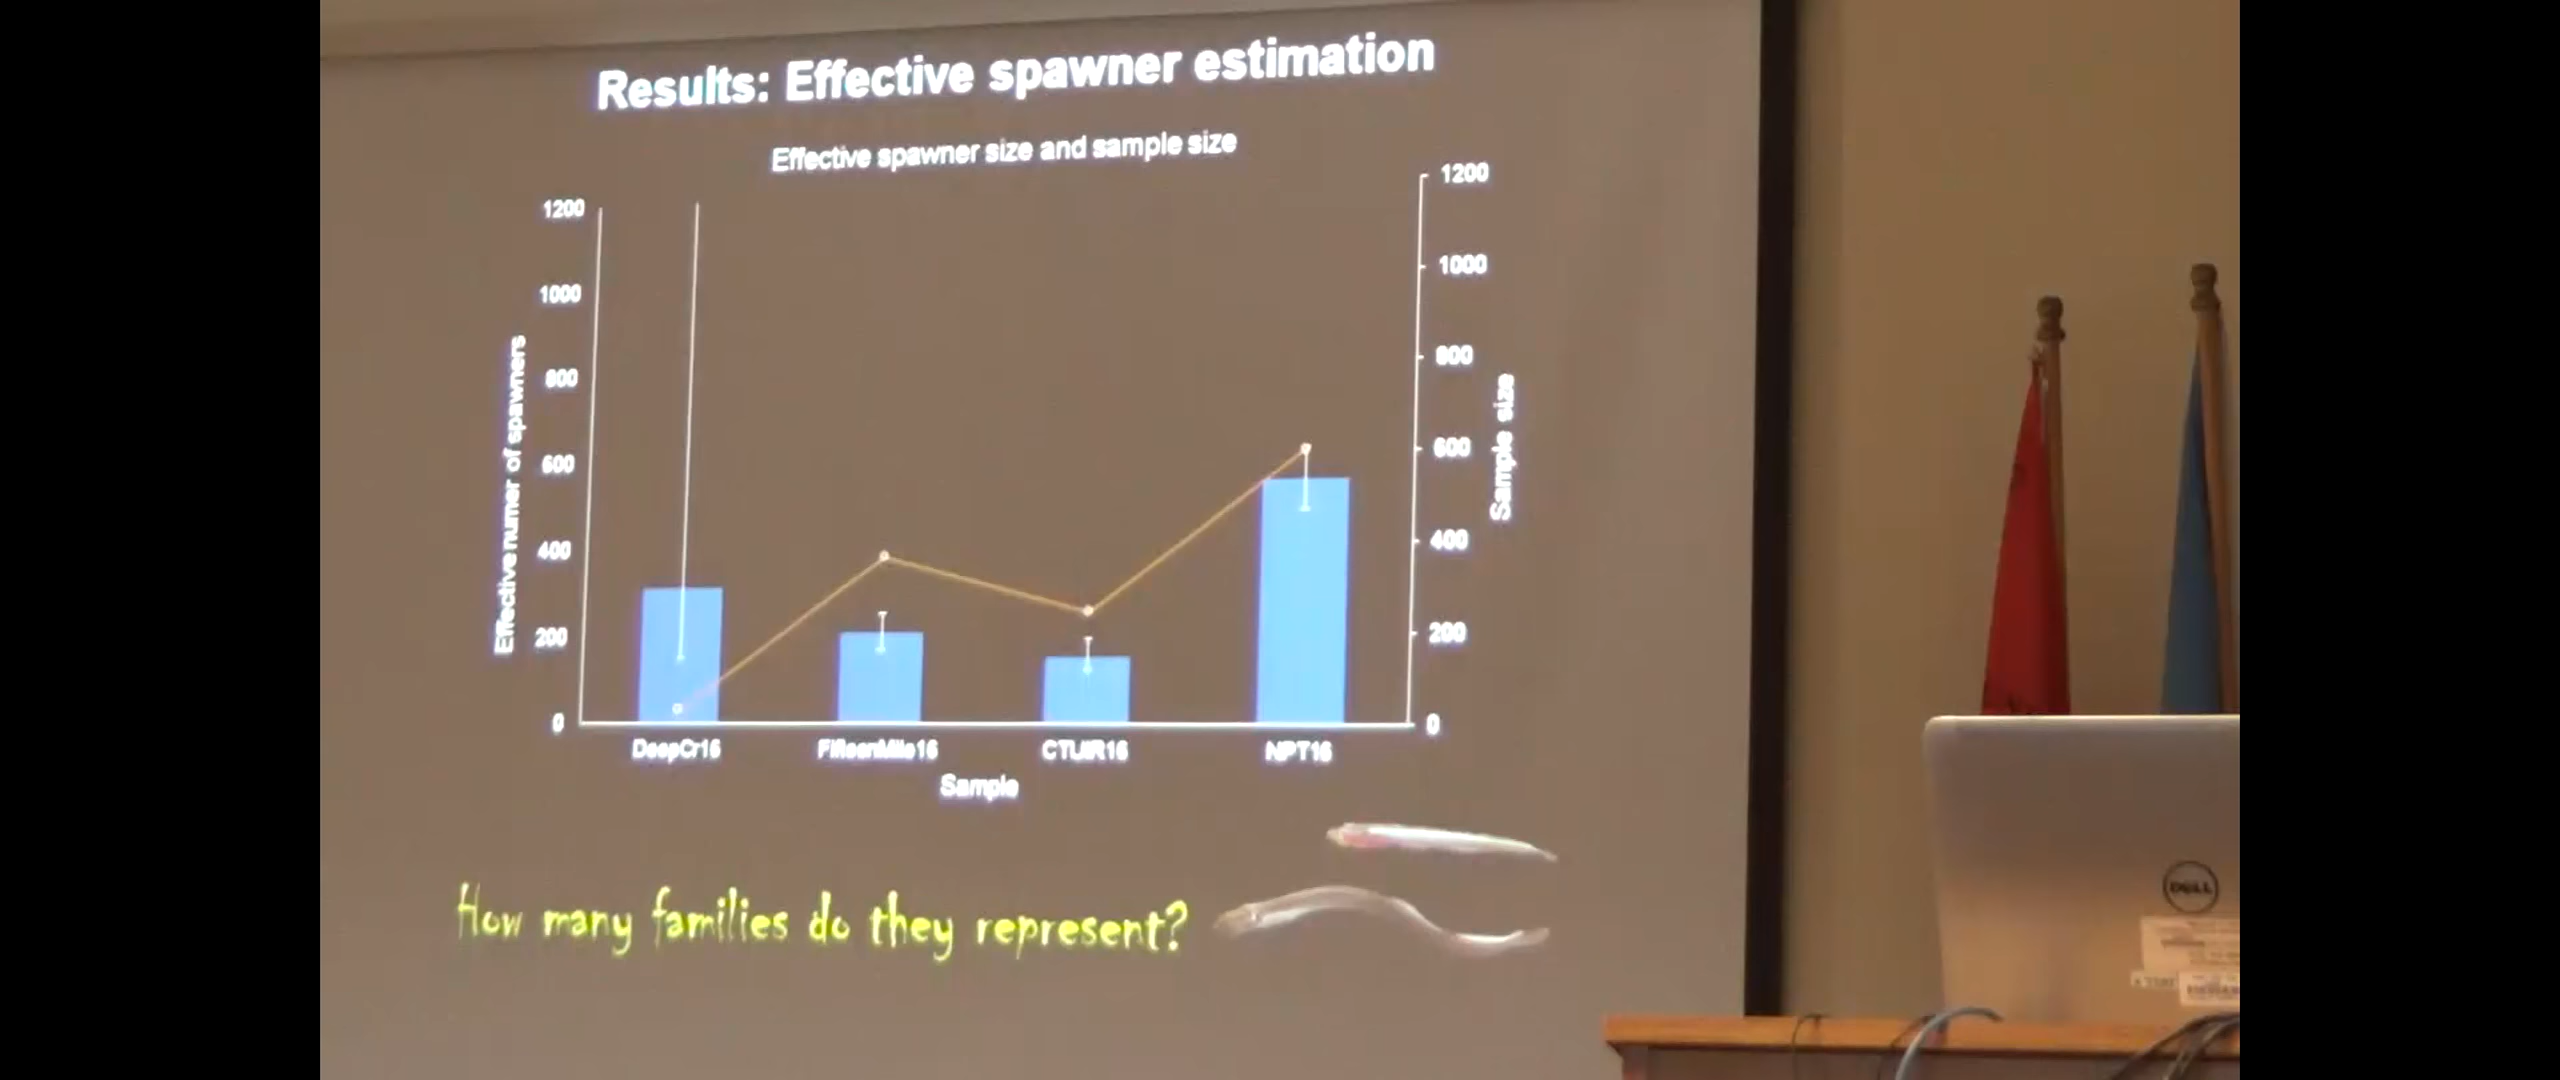 Results: Effective spawner estimation
Effective spawner size and sample size
1200
1000
800
600
400
200
0
Effective numer of spawners
1200
1000
800
600
400
200
0
Sample size
DeepCr16
FifteenMile16
CTUIR16
NPT16
Sample
How many families do they represent?
DELL